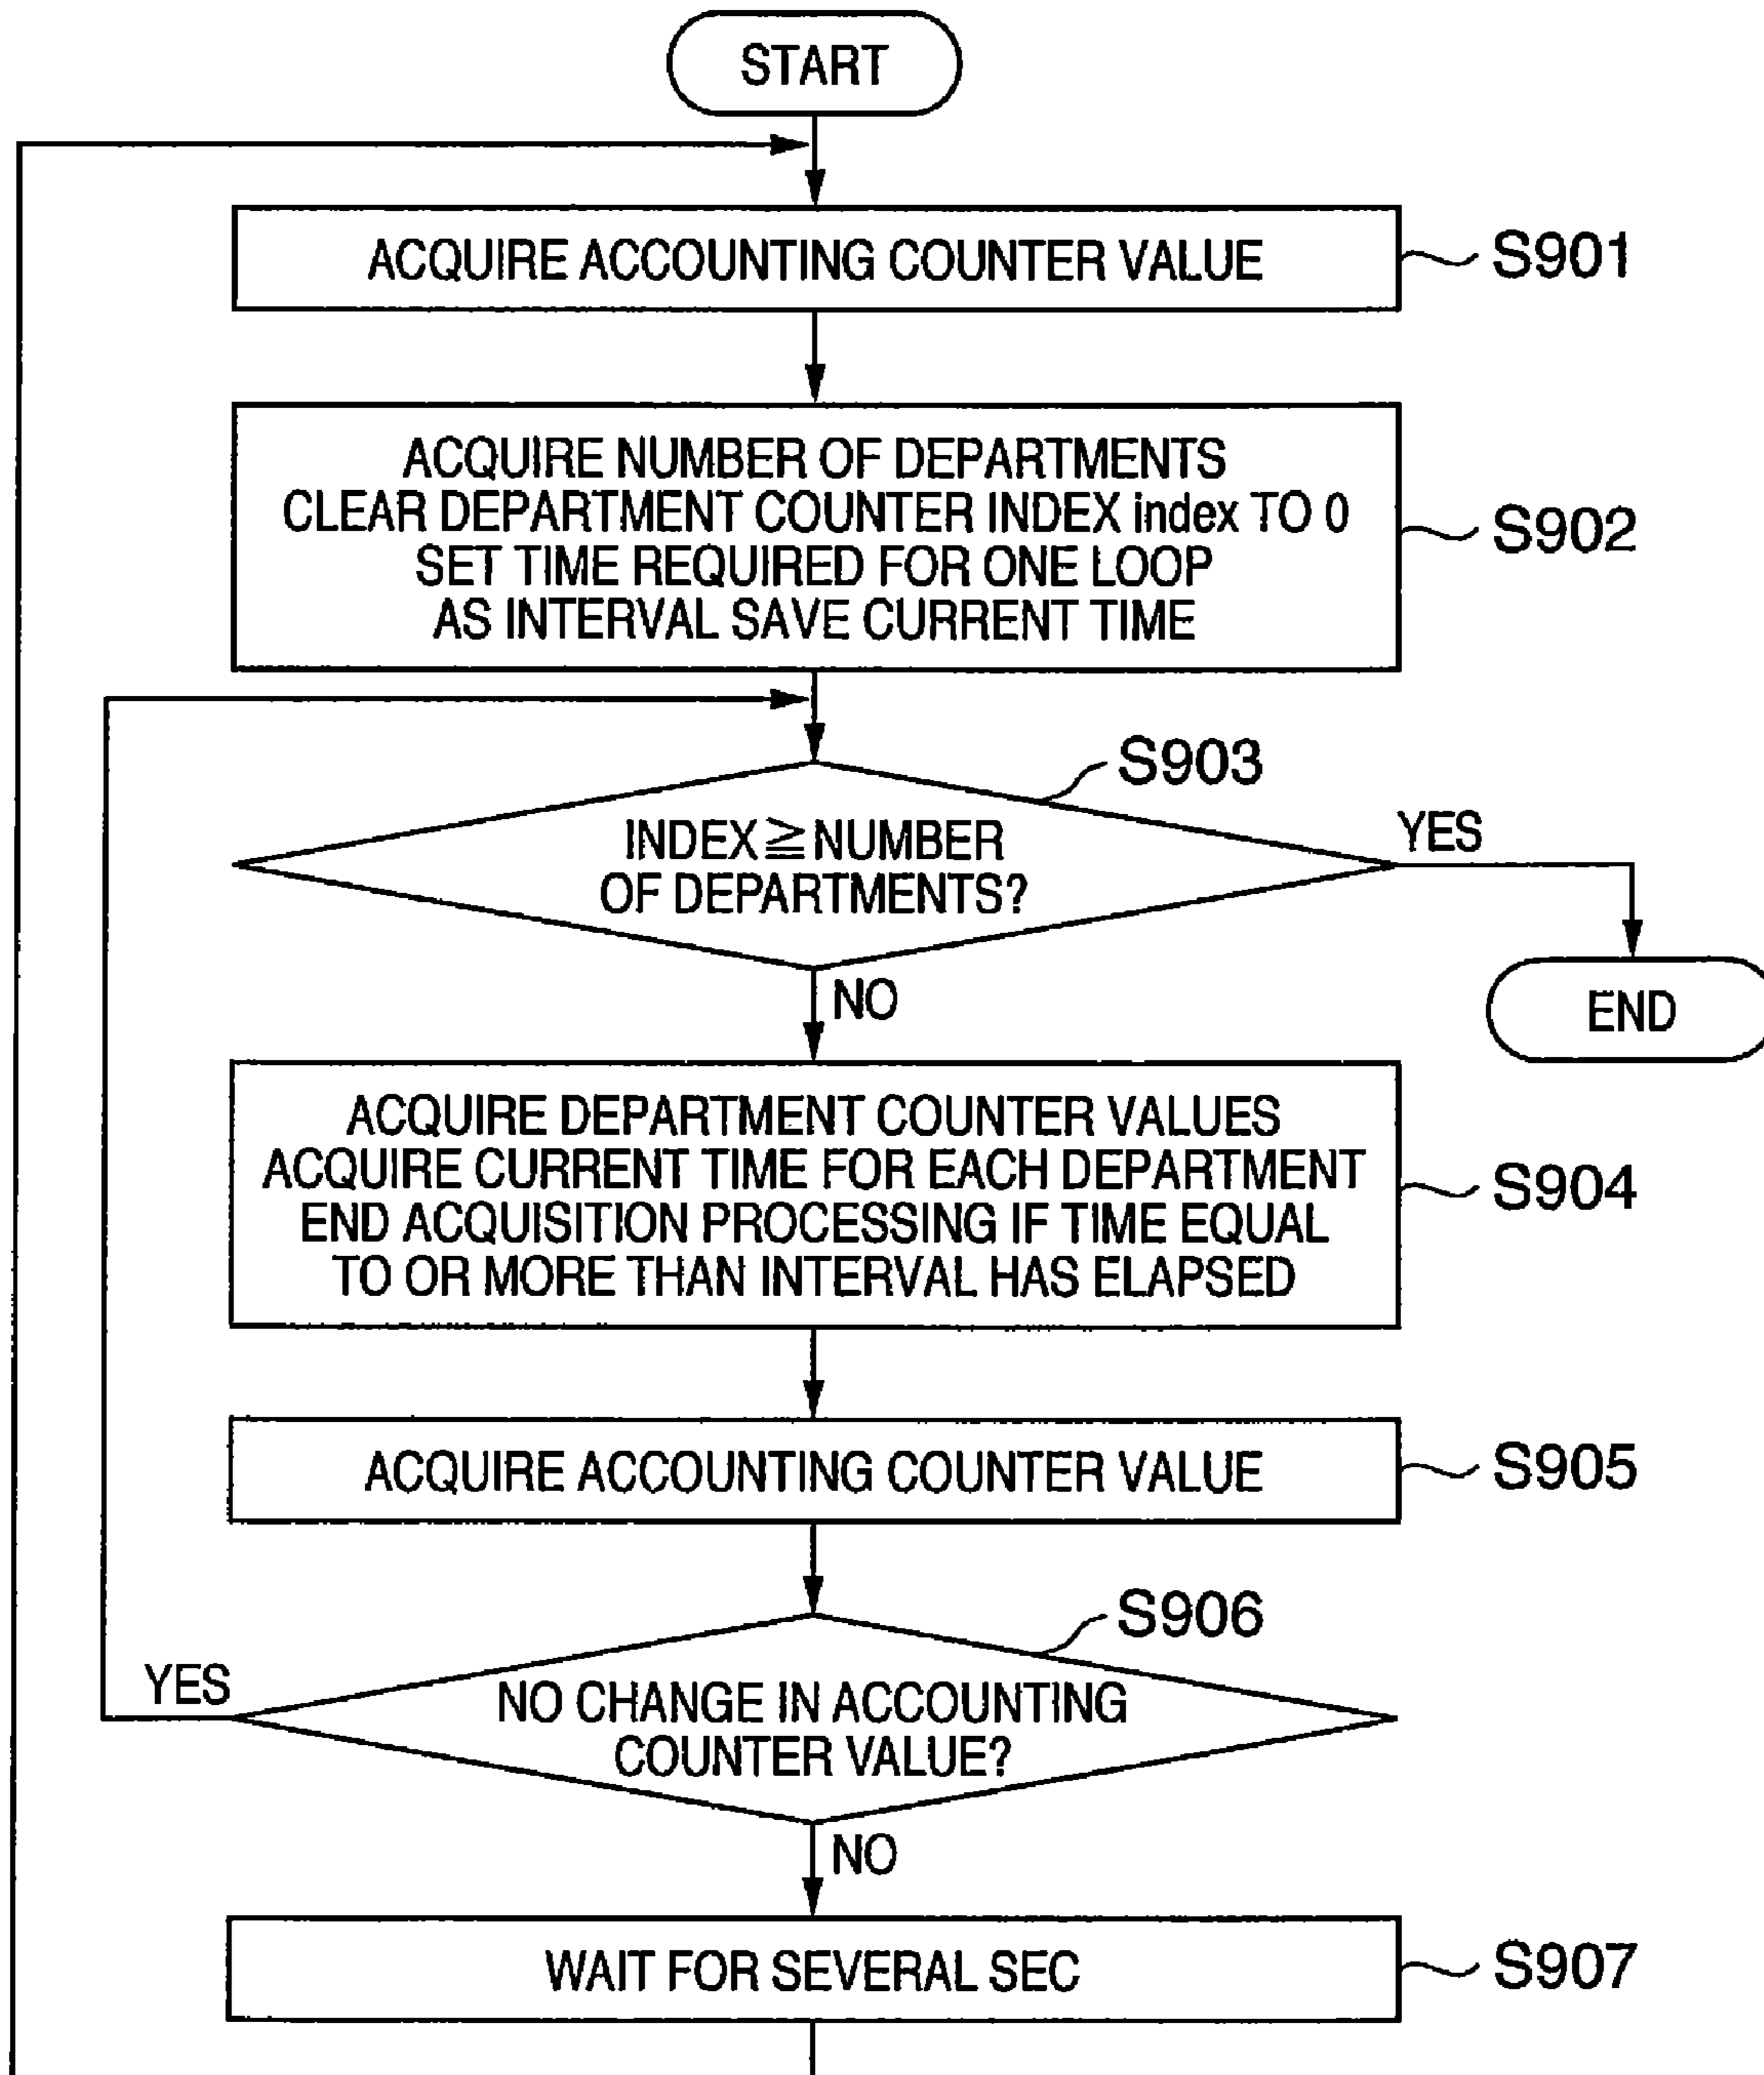 START
ACQUIRE ACCOUNTING COUNTER VALUE
S901
ACQUIRE NUMBER OF DEPARTMENTS
CLEAR DEPARTMENT COUNTER INDEX index TO 0
SET TIME REQUIRED FOR ONE LOOP
AS INTERVAL SAVE CURRENT TIME
S902
S903
INDEX≧NUMBER
OF DEPARTMENTS?
YES
END
NO
ACQUIRE DEPARTMENT COUNTER VALUES
ACQUIRE CURRENT TIME FOR EACH DEPARTMENT
END ACQUISITION PROCESSING IF TIME EQUAL
TO OR MORE THAN INTERVAL HAS ELAPSED
S904
ACQUIRE ACCOUNTING COUNTER VALUE
S905
S906
YES
NO CHANGE IN ACCOUNTING
COUNTER VALUE?
NO
WAIT FOR SEVERAL SEC
S907